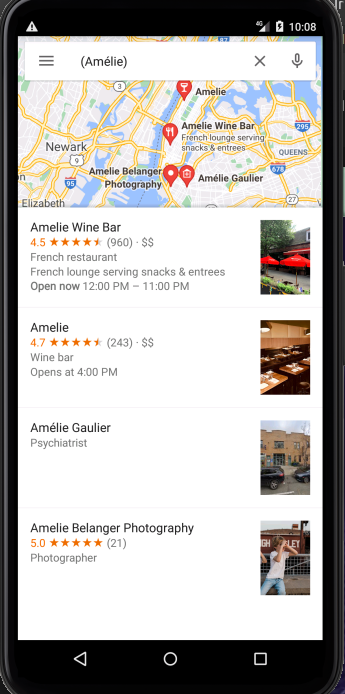 4G 10:08
(Amélie)
3
Amelie
Amelie Wine Bar
French lounge serving
snacks & entrees
295
Newark
QUEENS
Amelie Belanger
Photography
Amélie Gaulier
95
678
Elizabeth
27
Amelie Wine Bar
4.5 ★★★★★ (960) · $$
French restaurant
French lounge serving snacks & entrees
Open now 12:00 PM – 11:00 PM
Amelie
4.7 ★★★★★ (243) · $$
Wine bar
Opens at 4:00 PM
Amélie Gaulier
Psychiatrist
Amelie Belanger Photography
5.0 ★★★★★ (21)
Photographer